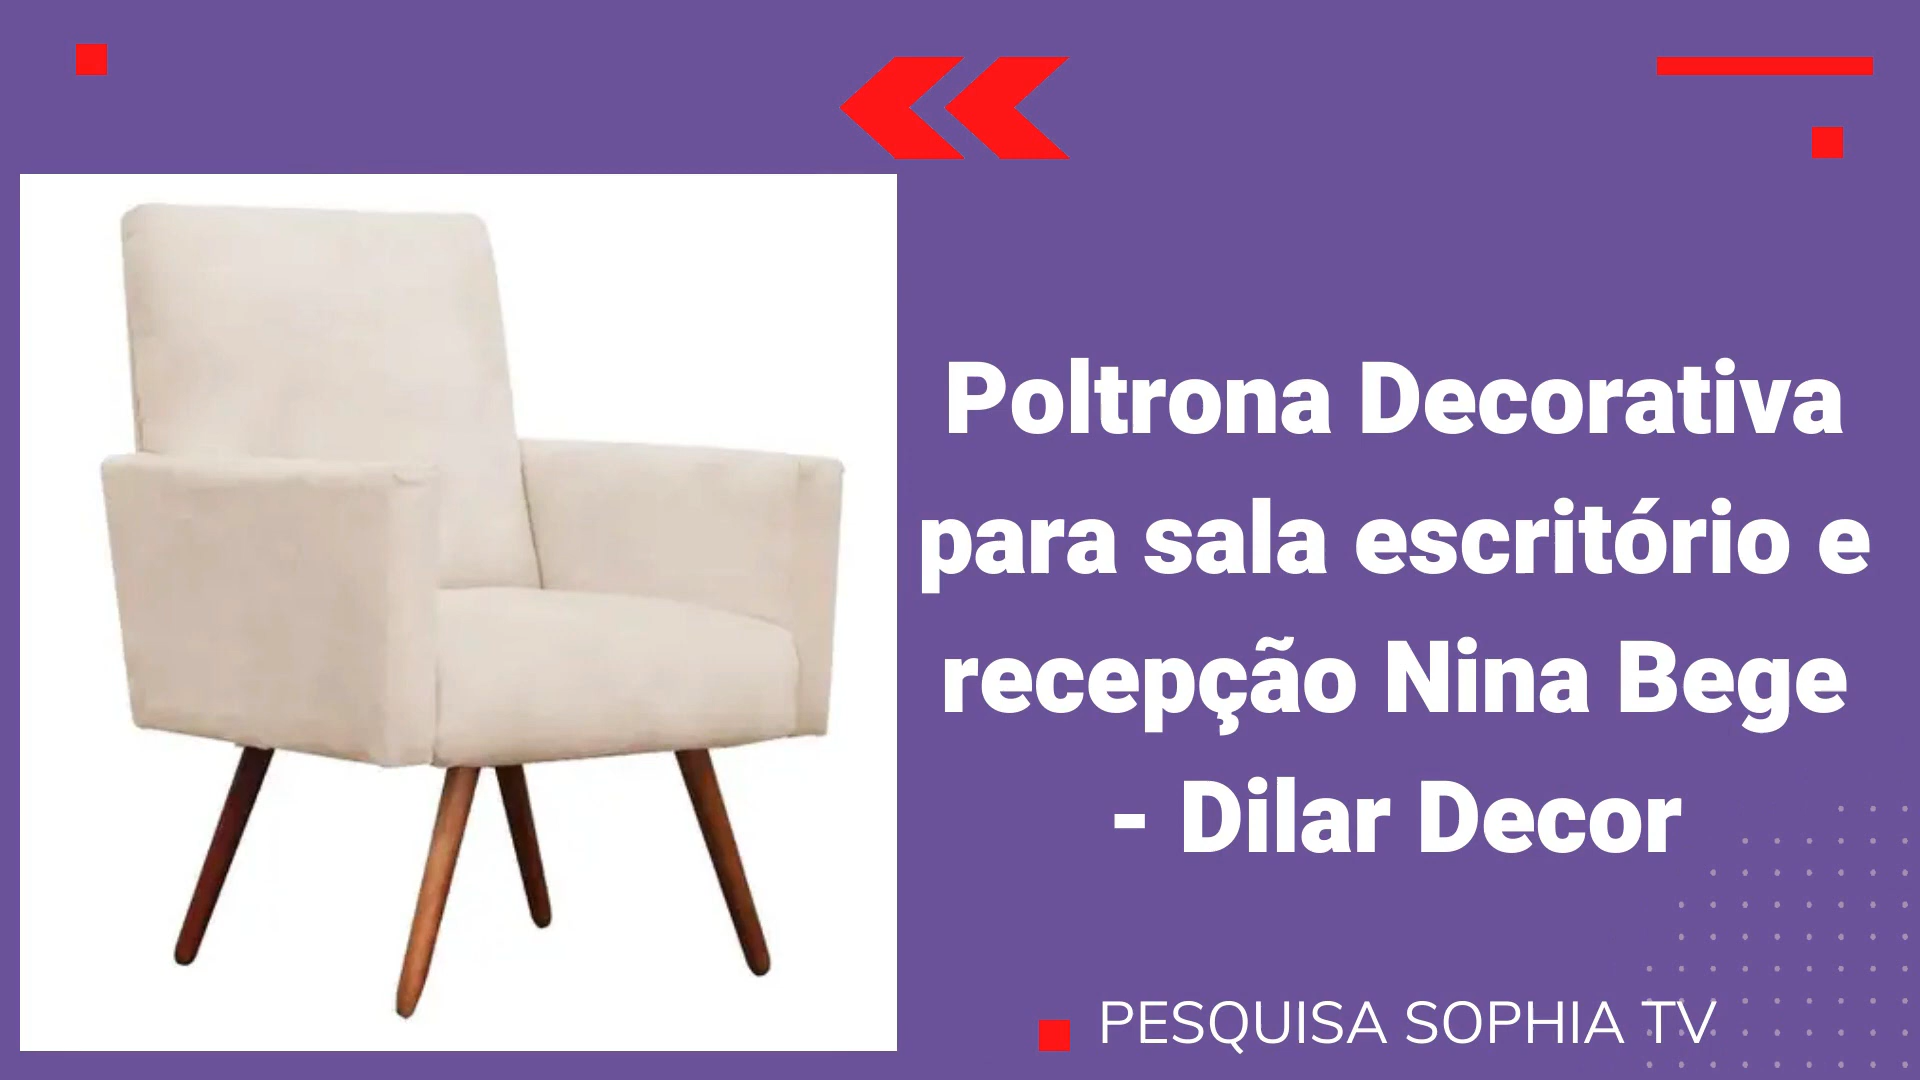 Poltrona Decorativa
para sala escritório e
recepção Nina Bege
- Dilar Decor
PESQUISA SOPHIA TV